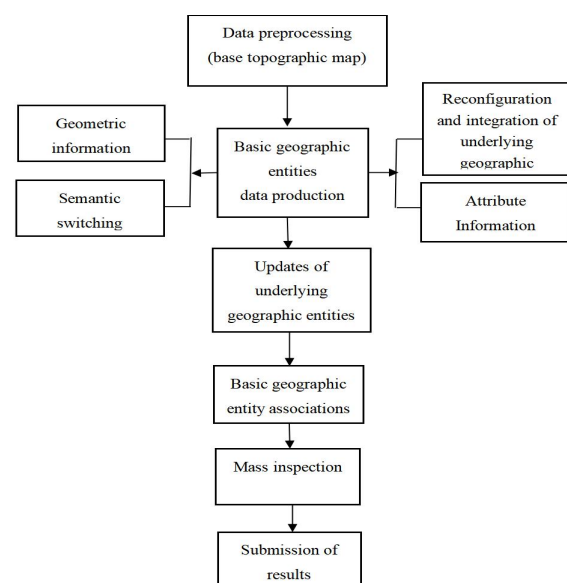 Data preprocessing
(base topographic map)
Geometric
information
Semantic
switching
Basic geographic
entities
data production
Reconfiguration
and integration of
underlying
geographic
Attribute
Information
Updates of
underlying
geographic entities
Basic geographic
entity associations
Mass inspection
Submission of
results